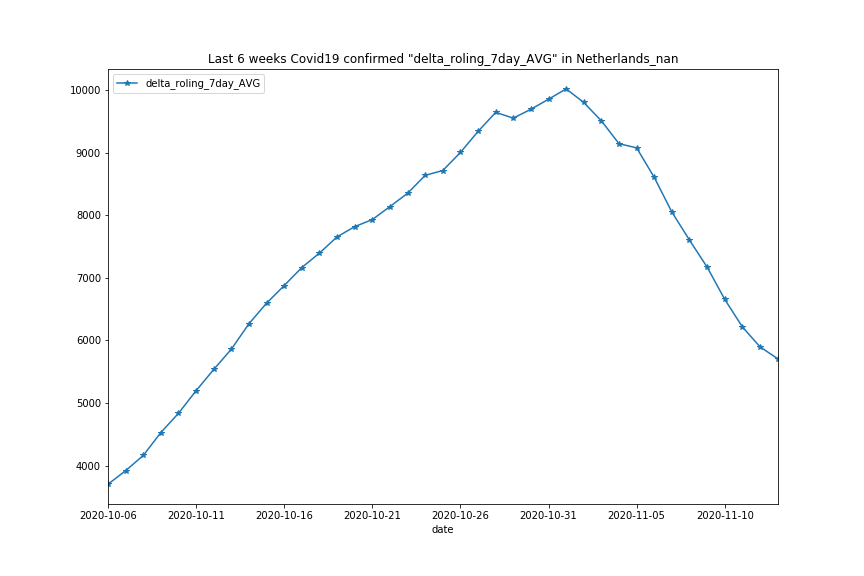 Last 6 weeks Covid19 confirmed "delta_roling_7day_AVG" in Netherlands_nan
delta_roling_7day_AVG
10000
9000
8000
7000
6000
5000
4000
2020-10-06 2020-10-11 2020-10-16 2020-10-21 2020-10-26 2020-10-31 2020-11-05 2020-11-10
date